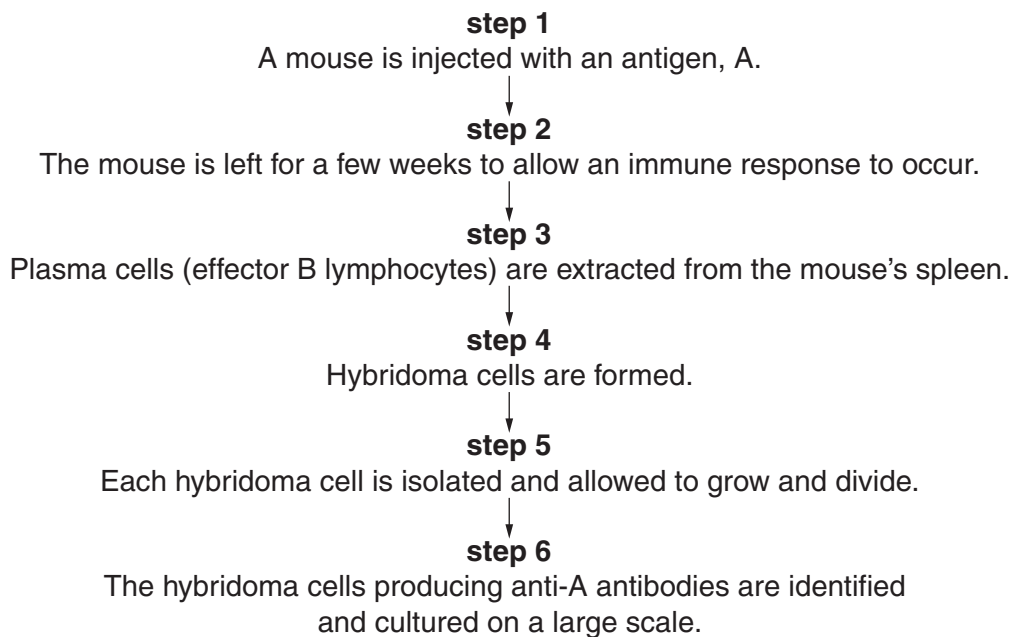 step 1
A mouse is injected with an antigen, A.
step 2
The mouse is left for a few weeks to allow an immune response to occur.
step 3
Plasma cells (effector B lymphocytes) are extracted from the mouse’s spleen.
step 4
Hybridoma cells are formed.
step 5
Each hybridoma cell is isolated and allowed to grow and divide.
step 6
The hybridoma cells producing anti-A antibodies are identified
and cultured on a large scale.